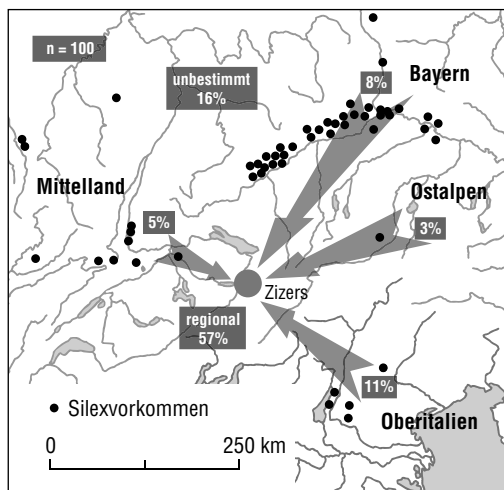 n = 100
unbestimmt
16%
8%
Bayern
Mittelland
Ostalpen
5%
3%
Zizers
regional
57%
11%
Silexvorkommen
Oberitalien
0
250 km